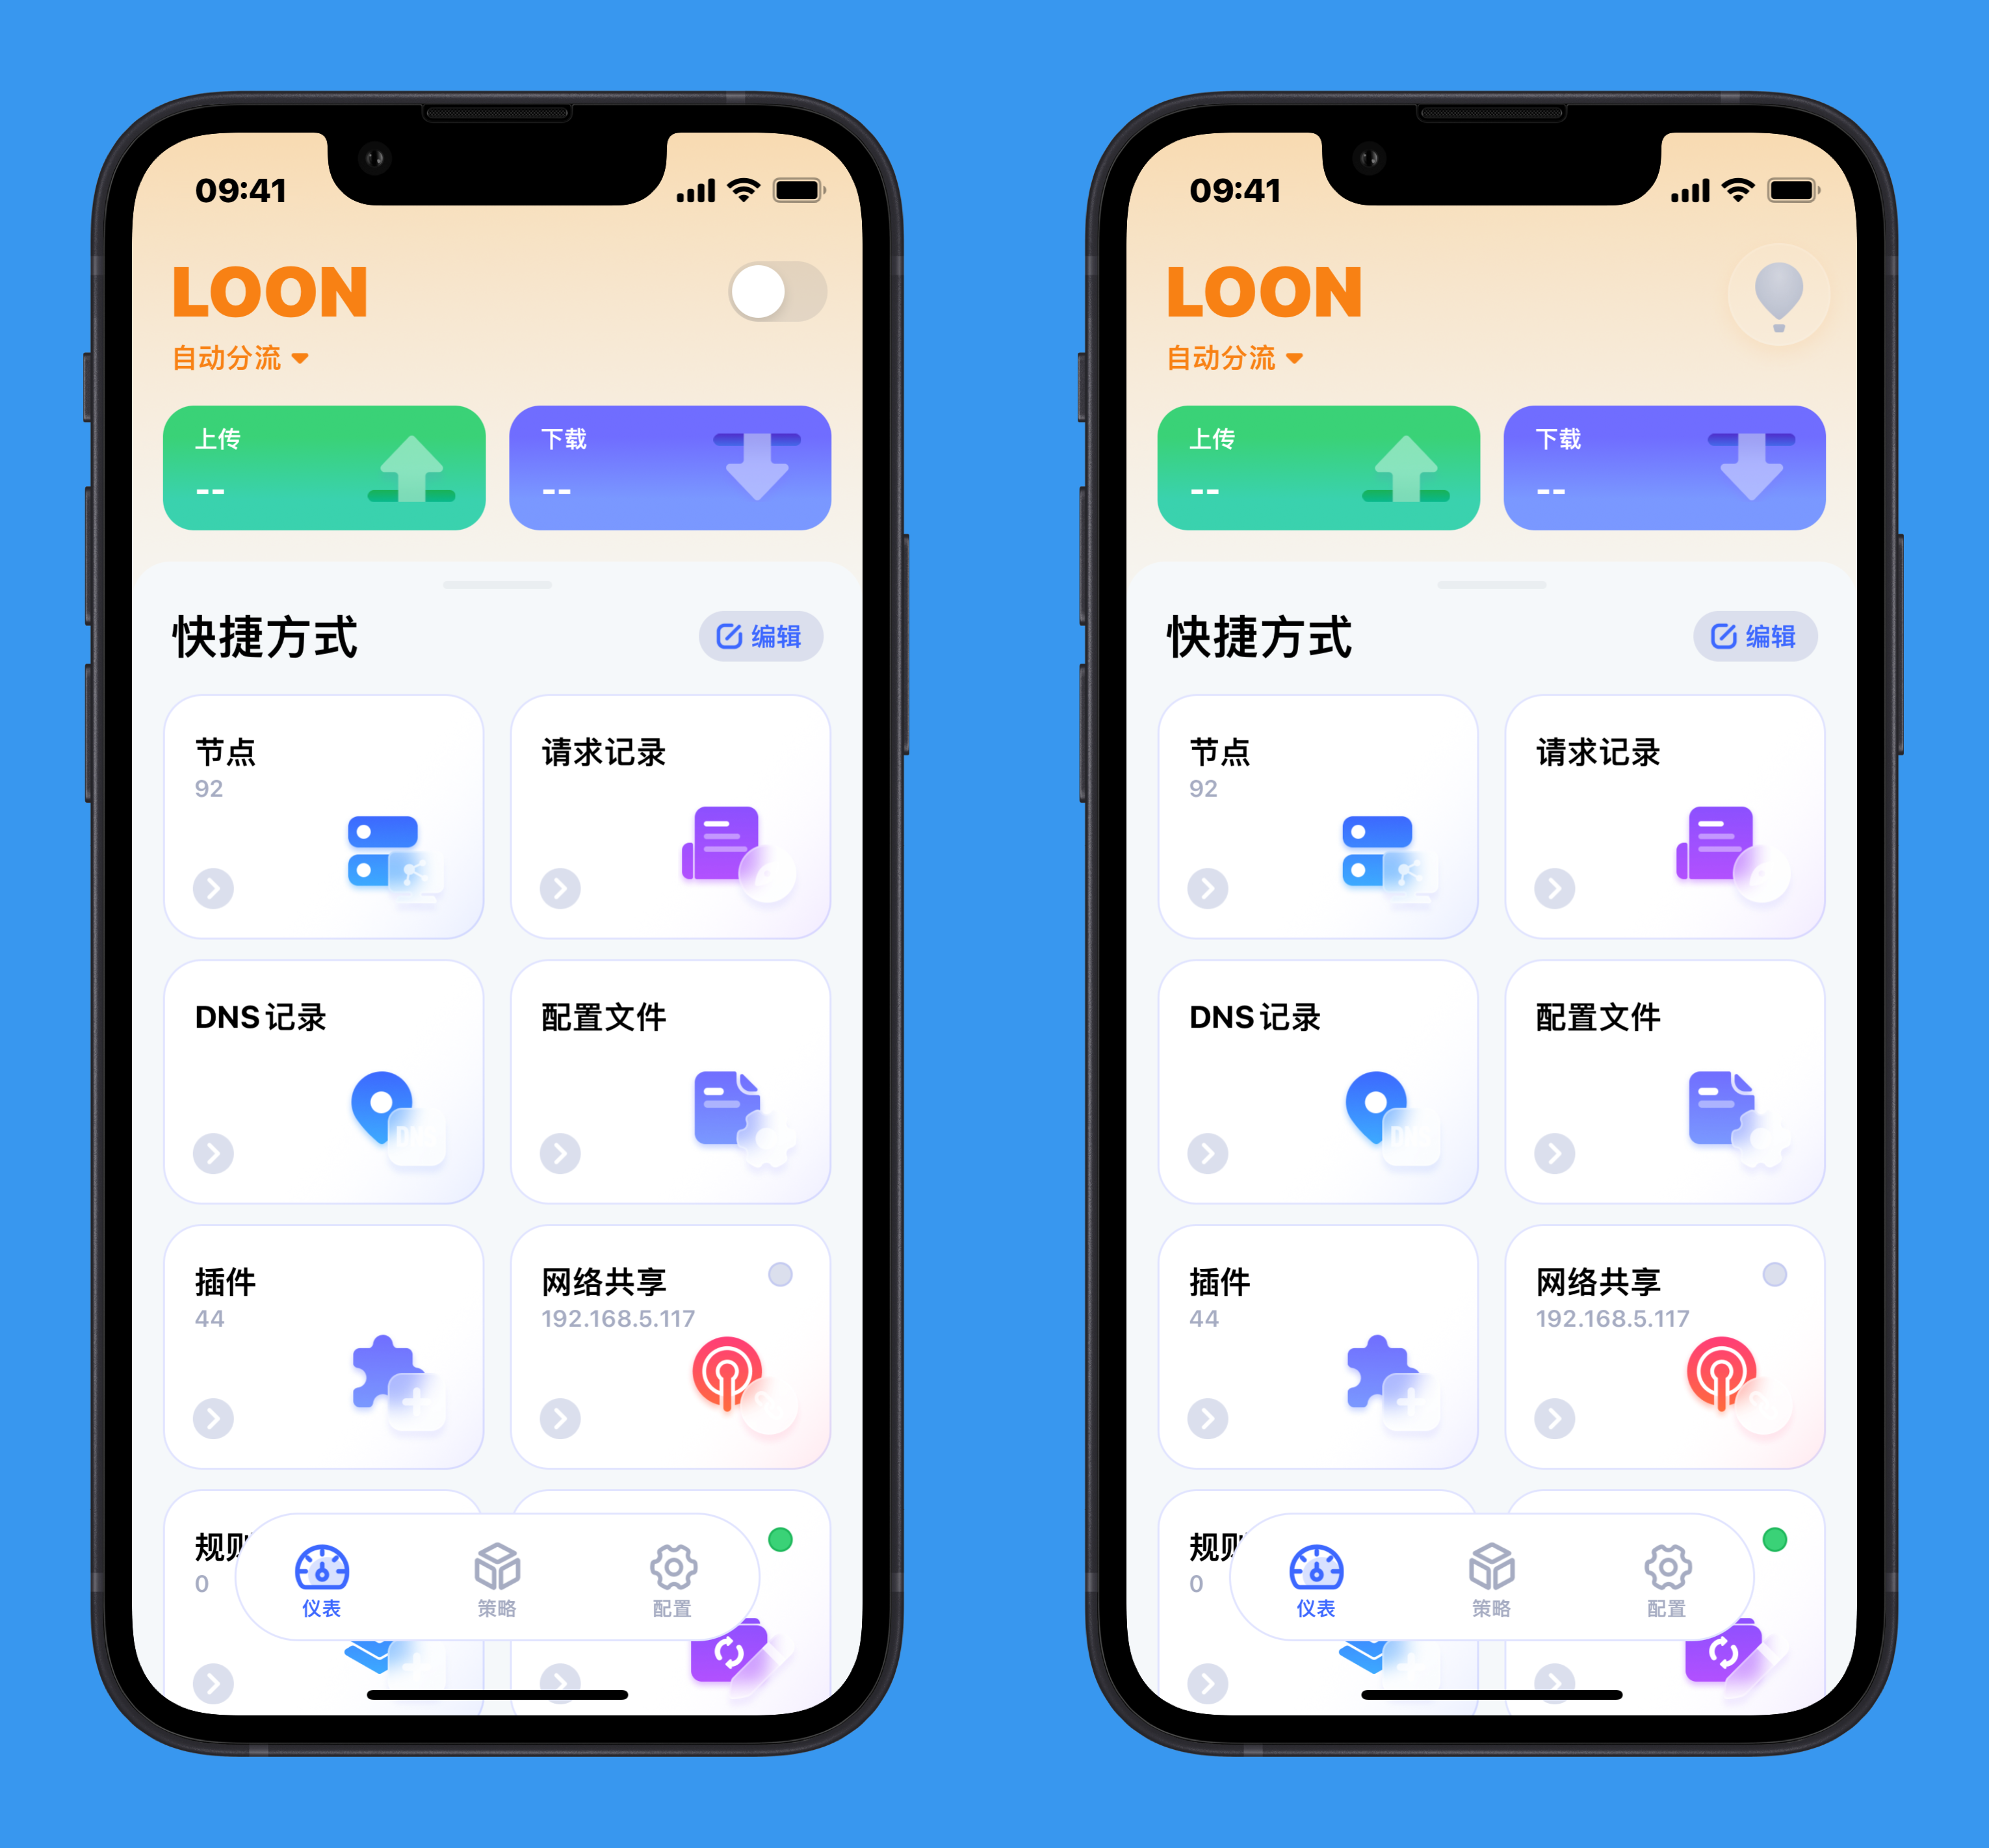 09:41
LOON
自动分流
上传
--
下载
--
快捷方式
编辑
节点
92
请求记录
DNS 记录
DNS
配置文件
插件
44
网络共享
192.168.5.117
规则
0
仪表
策略
配置
09:41
LOON
自动分流
上传
--
下载
--
快捷方式
编辑
节点
92
请求记录
DNS 记录
DNS
配置文件
插件
44
网络共享
192.168.5.117
规则
0
仪表
策略
配置